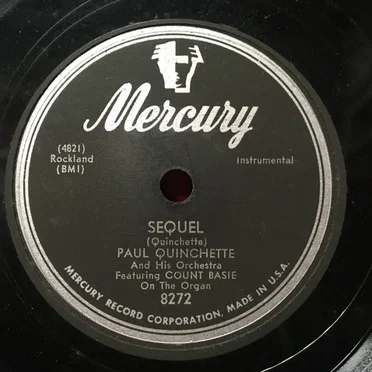 Mercury
(4821)
Rockland
(BMI)
Instrumental
SEQUEL
(Quinchette)
PAUL QUINCHETTE
And His Orchestra
Featuring COUNT BASIE
On The Organ
8272
MERCURY RECORD CORPORATION, MADE IN U.S.A.